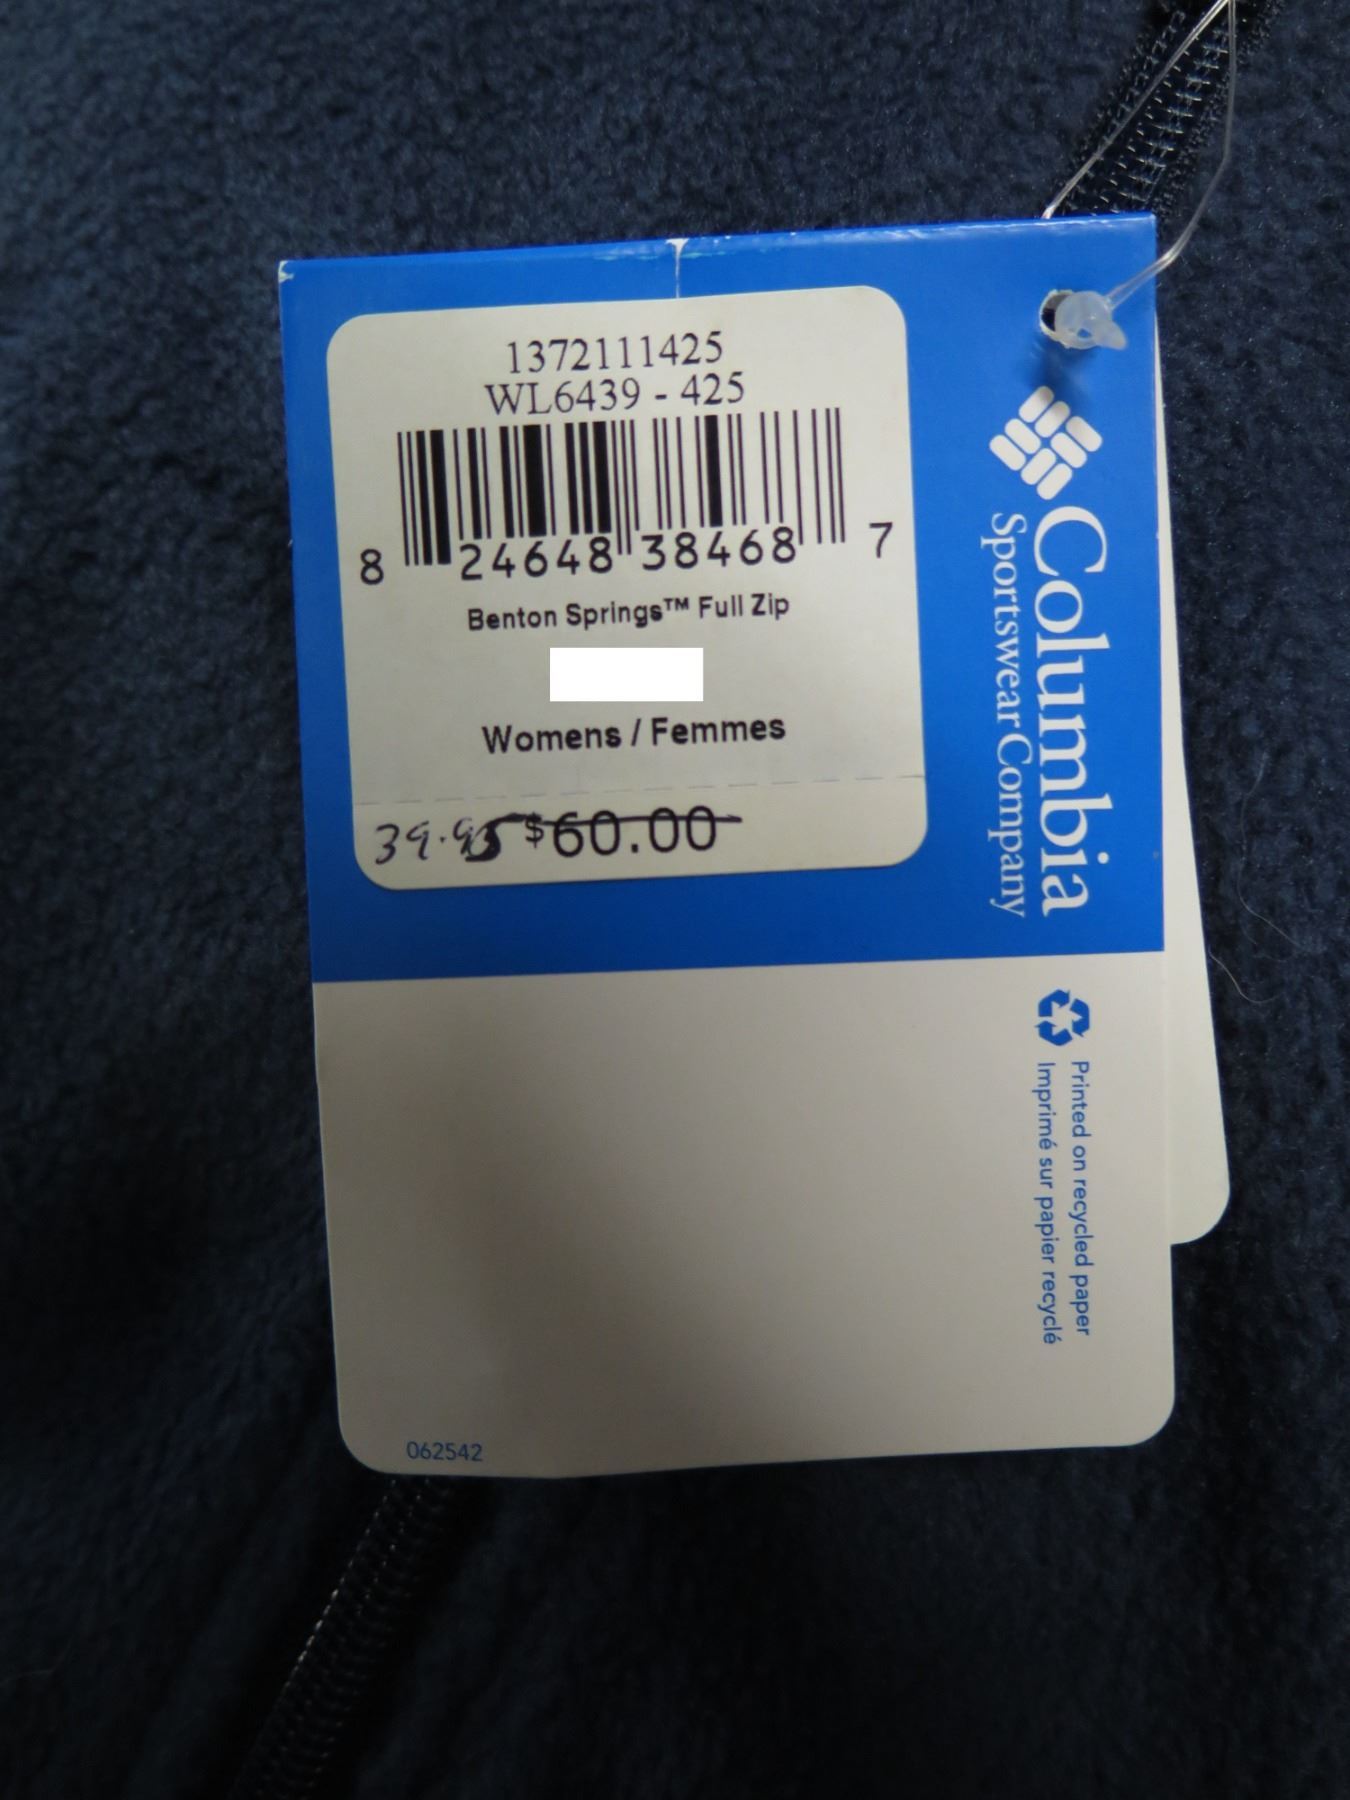 1372111425
WL6439 - 425
8 24648 38468 7
Benton Springs™ Full Zip
Womens / Femmes
39.95 $60.00
Columbia
Sportswear Company
Printed on recycled paper
Imprimé sur papier recyclé
062542